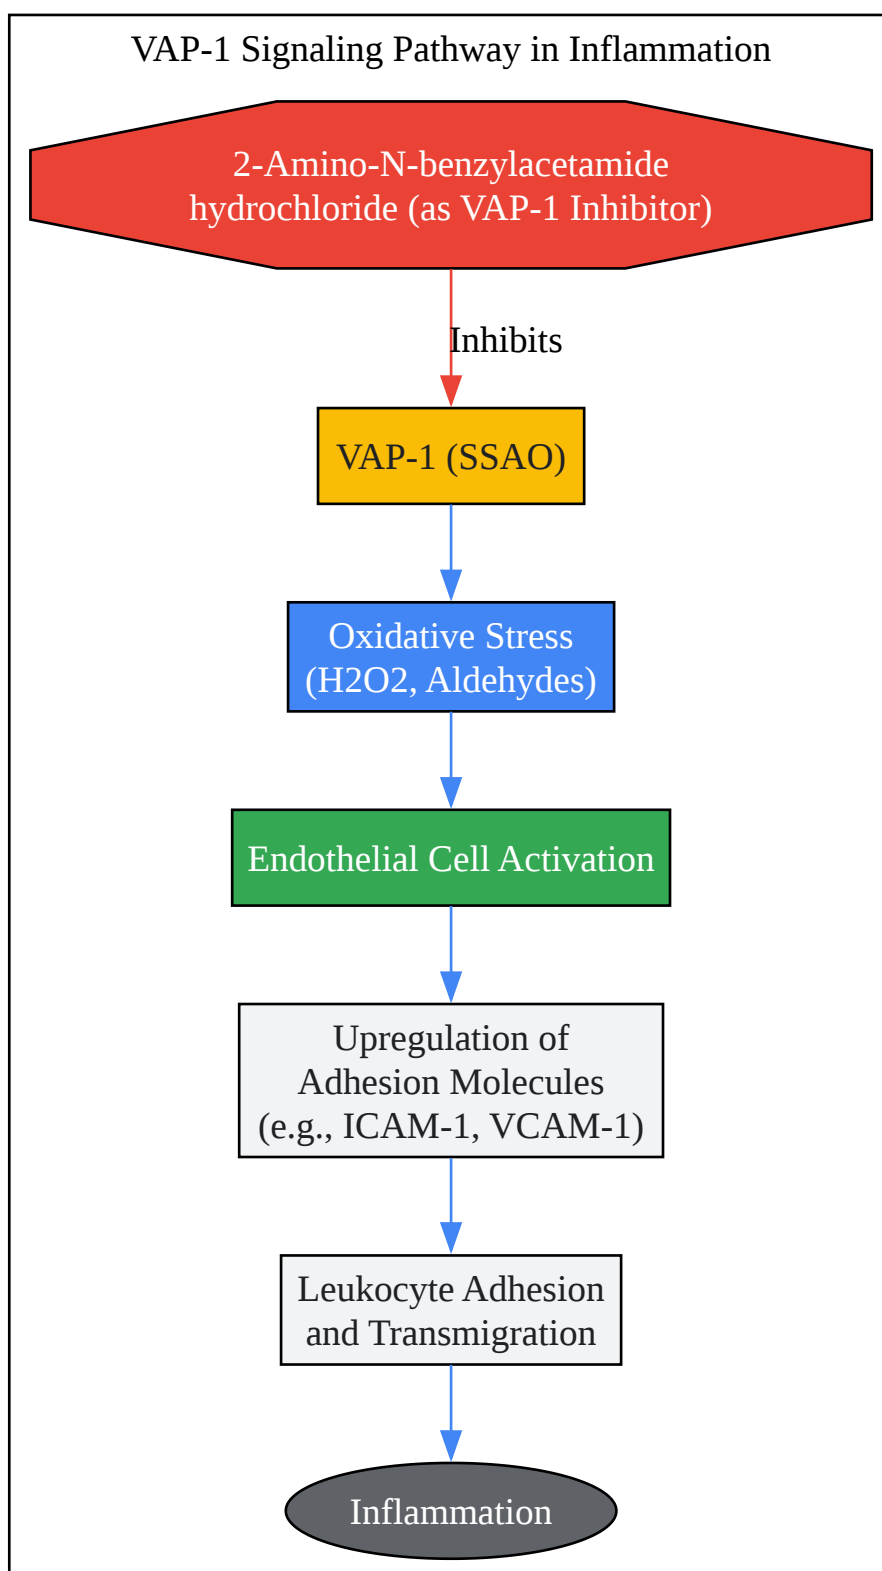 VAP-1 Signaling Pathway in Inflammation
2-Amino-N-benzylacetamide
hydrochloride (as VAP-1 Inhibitor)
Inhibits
VAP-1 (SSAO)
Oxidative Stress
(H2O2, Aldehydes)
Endothelial Cell Activation
Upregulation of
Adhesion Molecules
(e.g., ICAM-1, VCAM-1)
Leukocyte Adhesion
and Transmigration
Inflammation